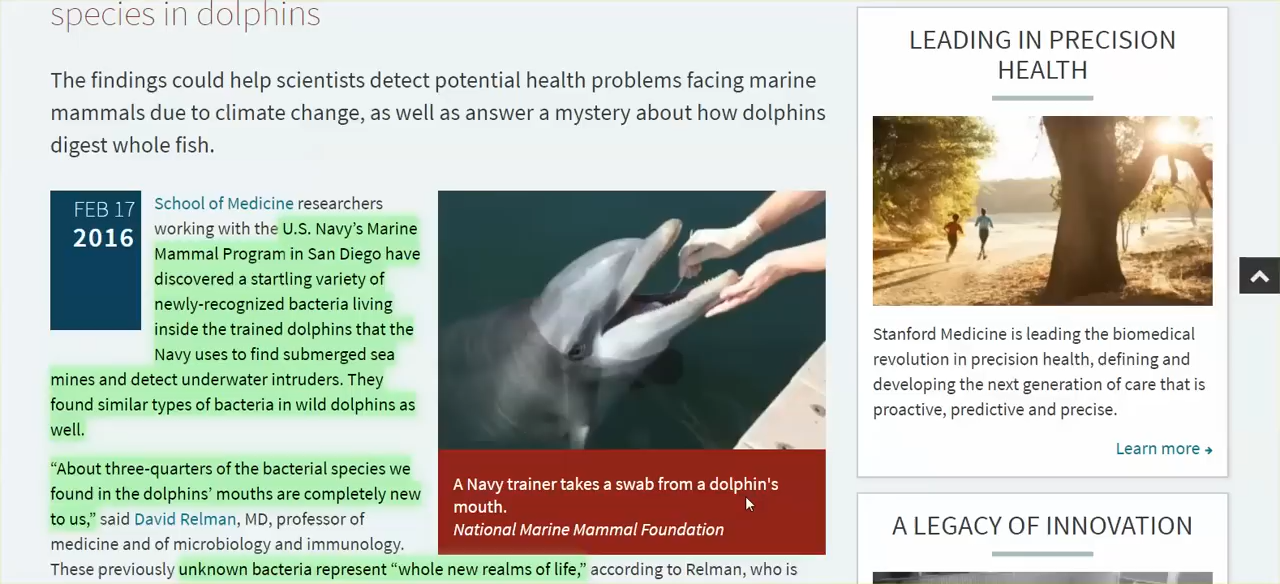 species in dolphins
The findings could help scientists detect potential health problems facing marine
mammals due to climate change, as well as answer a mystery about how dolphins
digest whole fish.
FEB 17
2016
School of Medicine researchers
working with the U.S. Navy’s Marine
Mammal Program in San Diego have
discovered a startling variety of
newly-recognized bacteria living
inside the trained dolphins that the
Navy uses to find submerged sea
mines and detect underwater intruders. They
found similar types of bacteria in wild dolphins as
well.
“About three-quarters of the bacterial species we
found in the dolphins’ mouths are completely new
to us,” said David Relman, MD, professor of
medicine and of microbiology and immunology.
These previously unknown bacteria represent “whole new realms of life,” according to Relman, who is
A Navy trainer takes a swab from a dolphin's
mouth.
National Marine Mammal Foundation
LEADING IN PRECISION
HEALTH
Stanford Medicine is leading the biomedical
revolution in precision health, defining and
developing the next generation of care that is
proactive, predictive and precise.
Learn more
A LEGACY OF INNOVATION